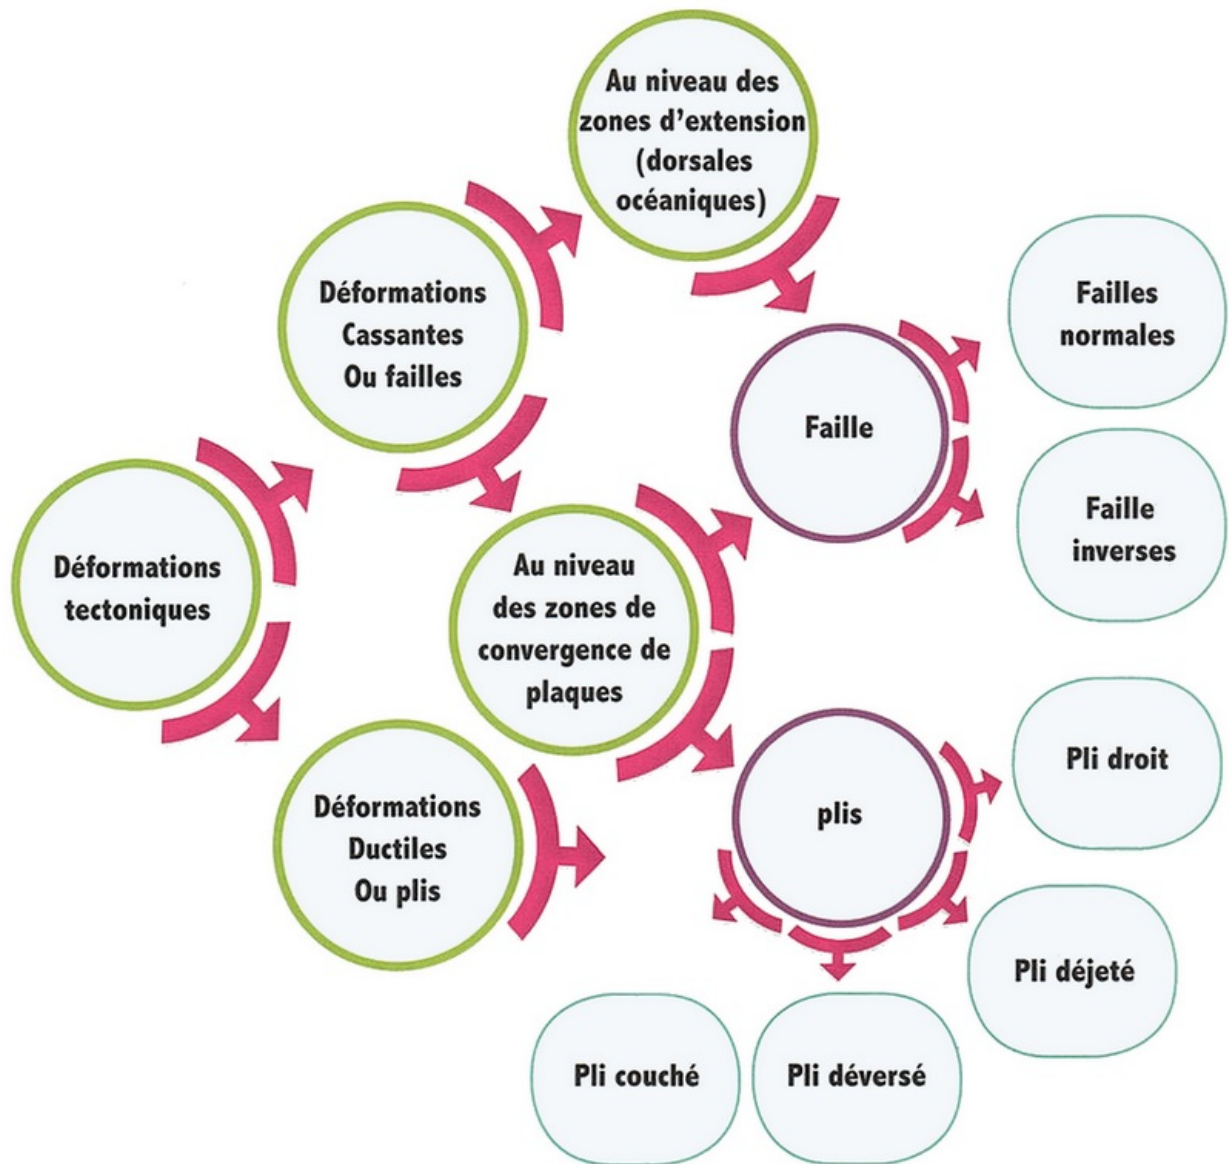 Au niveau des
zones d’extension
(dorsales
océaniques)
Déformations
Cassantes
Ou failles
Failles
normales
Faille
Faille
inverses
Déformations
tectoniques
Au niveau
des zones de
convergence de
plaques
Pli droit
Déformations
Ductiles
Ou plis
plis
Pli déjeté
Pli couché
Pli déversé